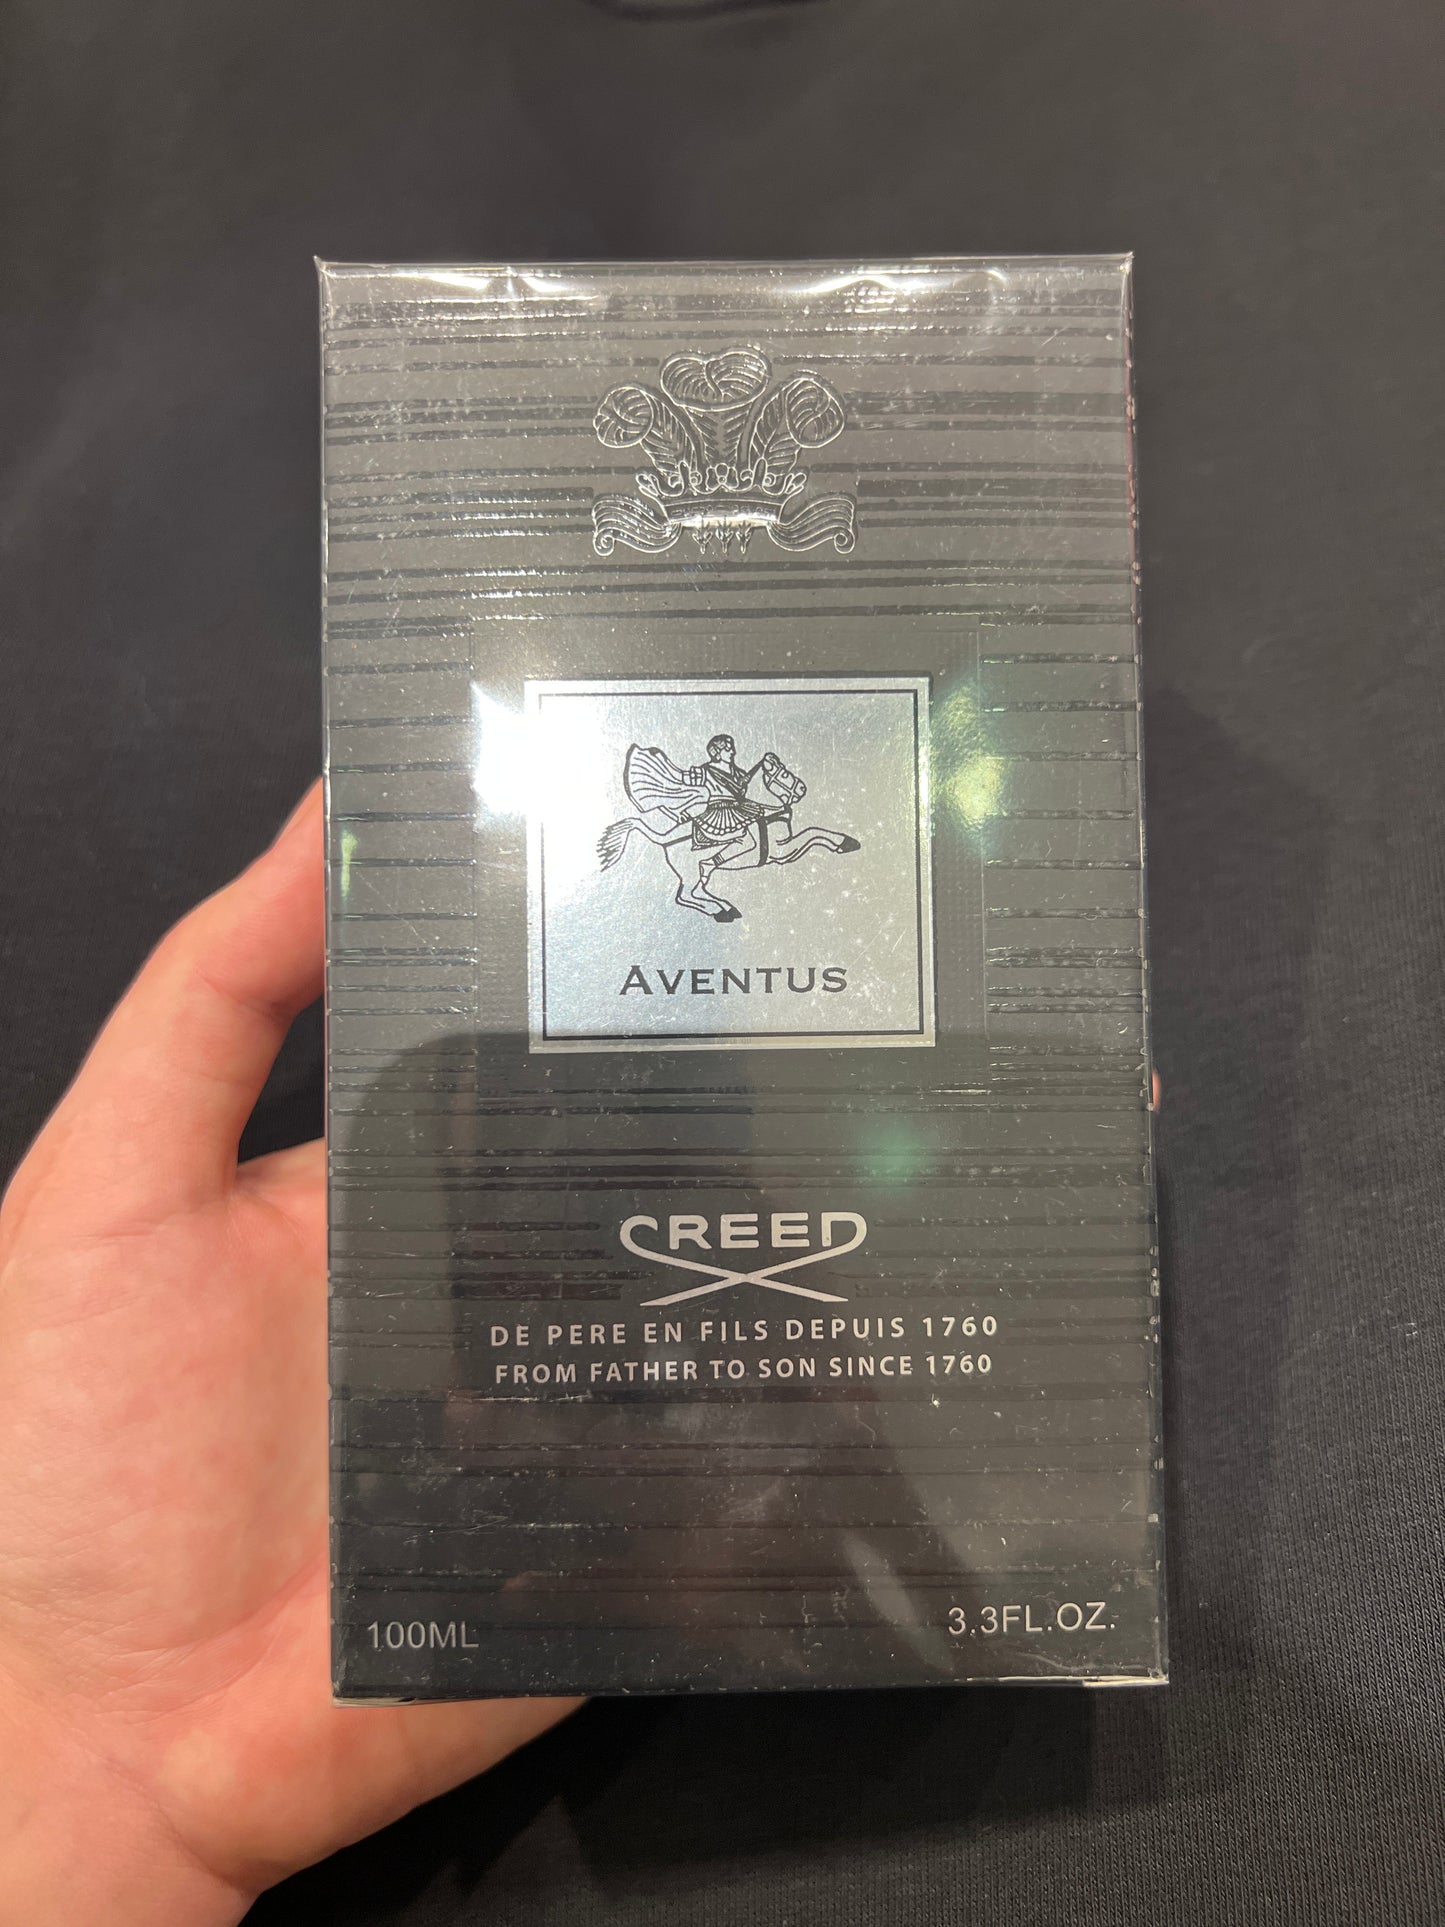 AVENTUS
CREED
DE PERE EN FILS DEPUIS 1760
FROM FATHER TO SON SINCE 1760
100ML
3.3FL.OZ.